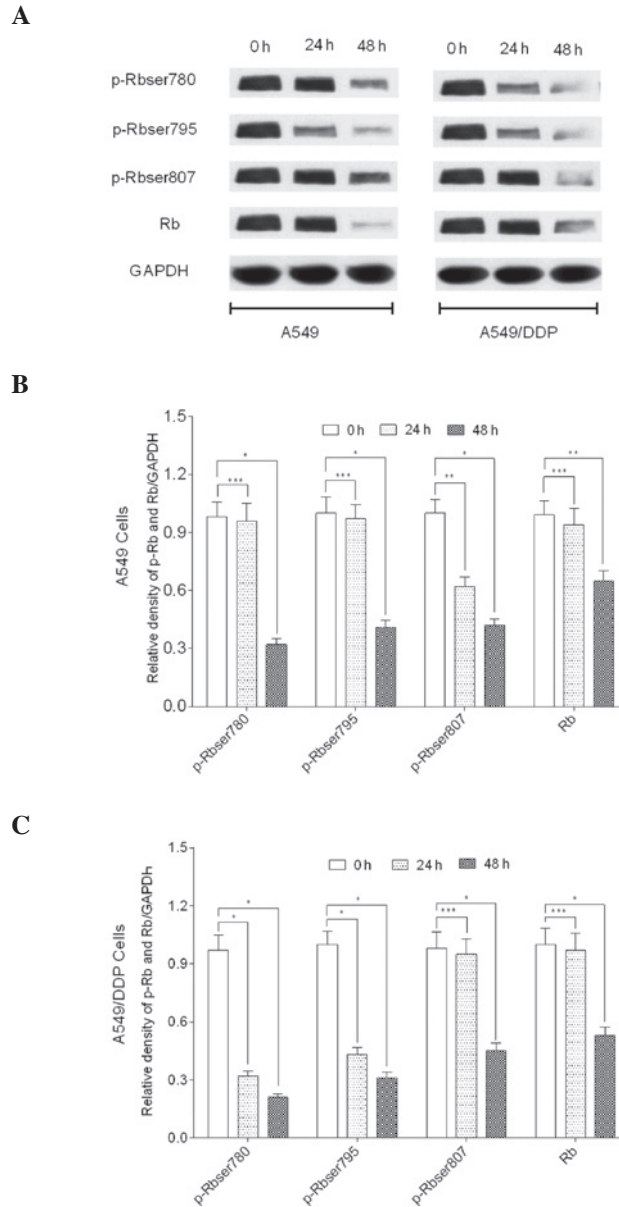 A
0 h 24 h 48 h 0 h 24 h 48 h
p-Rbser780
p-Rbser795
p-Rbser807
Rb
GAPDH
A549 A549/DDP
B
1.5
0 h 24 h 48 h
1.2
0.9
0.6
0.3
0.0
A549 Cells
Relative density of p-Rb and Rb/GAPDH
* *** * *** * ** ** ***
p-Rbser780 p-Rbser795 p-Rbser807 Rb
C
1.5
0 h 24 h 48 h
1.2
0.9
0.6
0.3
0.0
A549/DDP Cells
Relative density of p-Rb and Rb/GAPDh
* * * * * *** * ***
p-Rbser780 p-Rbser795 p-Rbser807 Rb